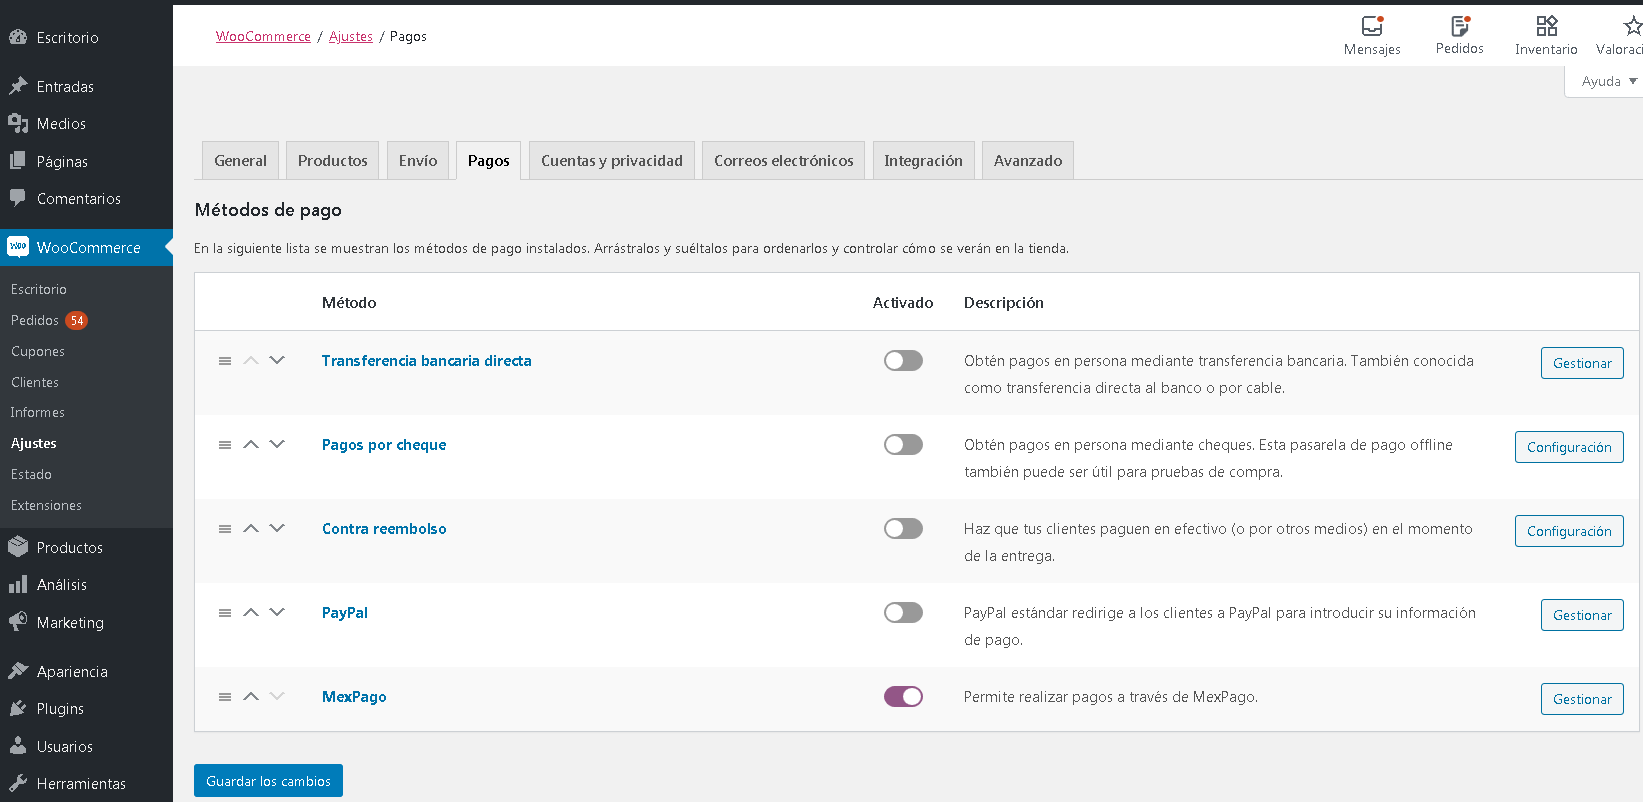 Escritorio
Entradas
Medios
Páginas
Comentarios
Woo WooCommerce
Escritorio
Pedidos 54
Cupones
Clientes
Informes
Ajustes
Estado
Extensiones
Productos
Análisis
Marketing
Apariencia
Plugins
Usuarios
Herramientas
WooCommerce / Ajustes / Pagos
Mensajes Pedidos Inventario Valoraci
Ayuda
General Productos Envío Pagos Cuentas y privacidad Correos electrónicos Integración Avanzado
Métodos de pago
En la siguiente lista se muestran los métodos de pago instalados. Arrástralos y suéltalos para ordenarlos y controlar cómo se verán en la tienda.
Método Activado Descripción
Transferencia bancaria directa Obtén pagos en persona mediante transferencia bancaria. También conocida Gestionar
como transferencia directa al banco o por cable.
Pagos por cheque Obtén pagos en persona mediante cheques. Esta pasarela de pago offline Configuración
también puede ser útil para pruebas de compra.
Contra reembolso Haz que tus clientes paguen en efectivo (o por otros medios) en el momento Configuración
de la entrega.
PayPal PayPal estándar redirige a los clientes a PayPal para introducir su información Gestionar
de pago.
MexPago Permite realizar pagos a través de MexPago. Gestionar
Guardar los cambios